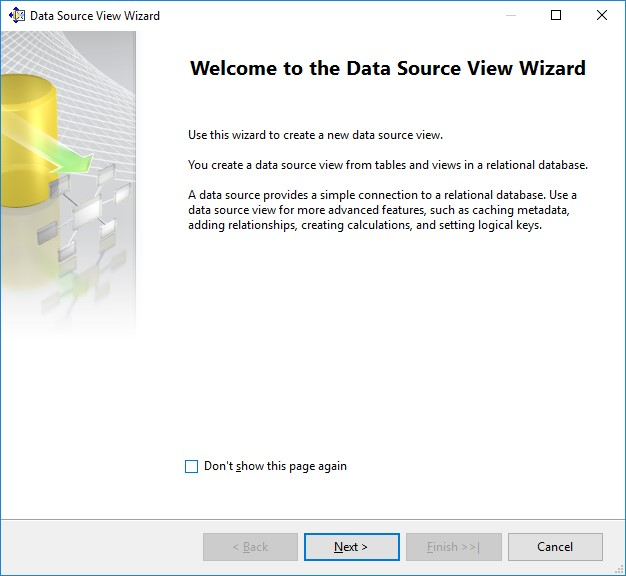 Data Source View Wizard
Welcome to the Data Source View Wizard
Use this wizard to create a new data source view.
You create a data source view from tables and views in a relational database.
A data source provides a simple connection to a relational database. Use a
data source view for more advanced features, such as caching metadata,
adding relationships, creating calculations, and setting logical keys.
Don't show this page again
< Back
Next >
Finish >>|
Cancel